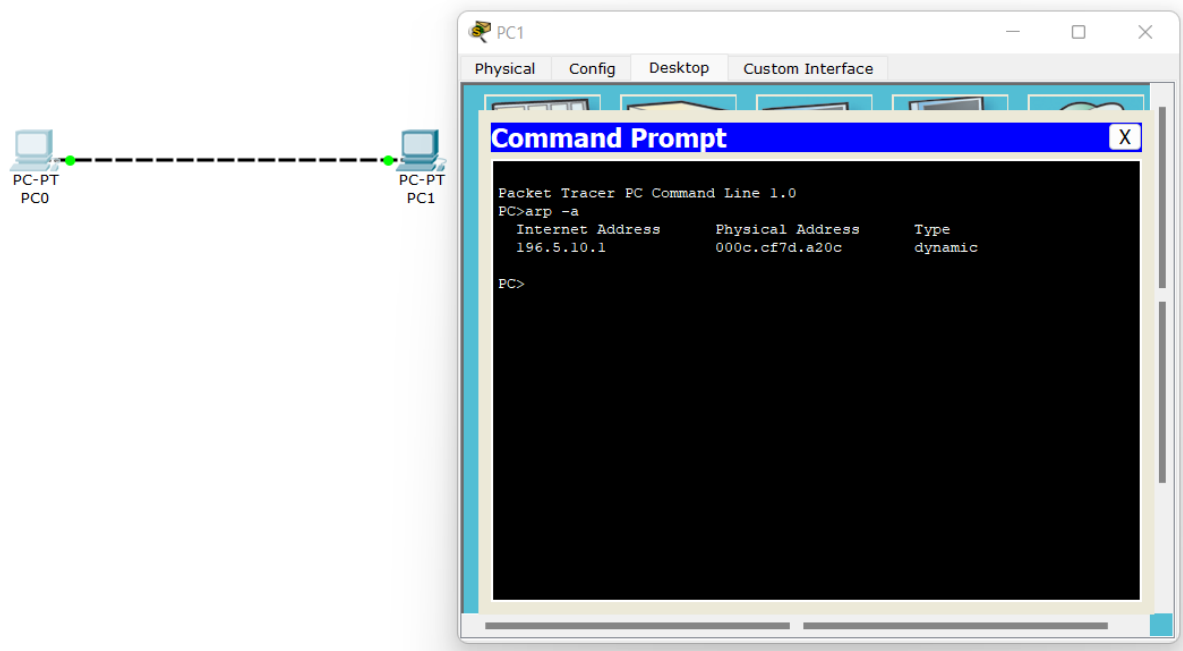 PC-PT
PC0
PC-PT
PC1
PC1
Physical Config Desktop Custom Interface
Command Prompt X
Packet Tracer PC Command Line 1.0
PC>arp -a
Internet Address Physical Address Type
196.5.10.1 000c.cf7d.a20c dynamic
PC>